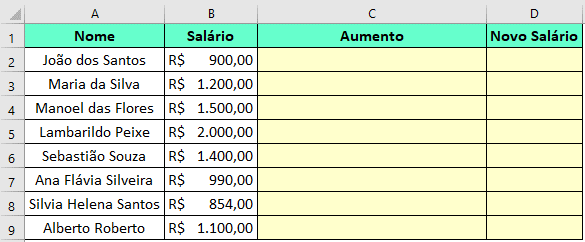 A B C D
1 Nome Salário Aumento Novo Salário
2 João dos Santos R$ 900,00
3 Maria da Silva R$ 1.200,00
4 Manoel das Flores R$ 1.500,00
5 Lambarildo Peixe R$ 2.000,00
6 Sebastião Souza R$ 1.400,00
7 Ana Flávia Silveira R$ 990,00
8 Silvia Helena Santos R$ 854,00
9 Alberto Roberto R$ 1.100,00